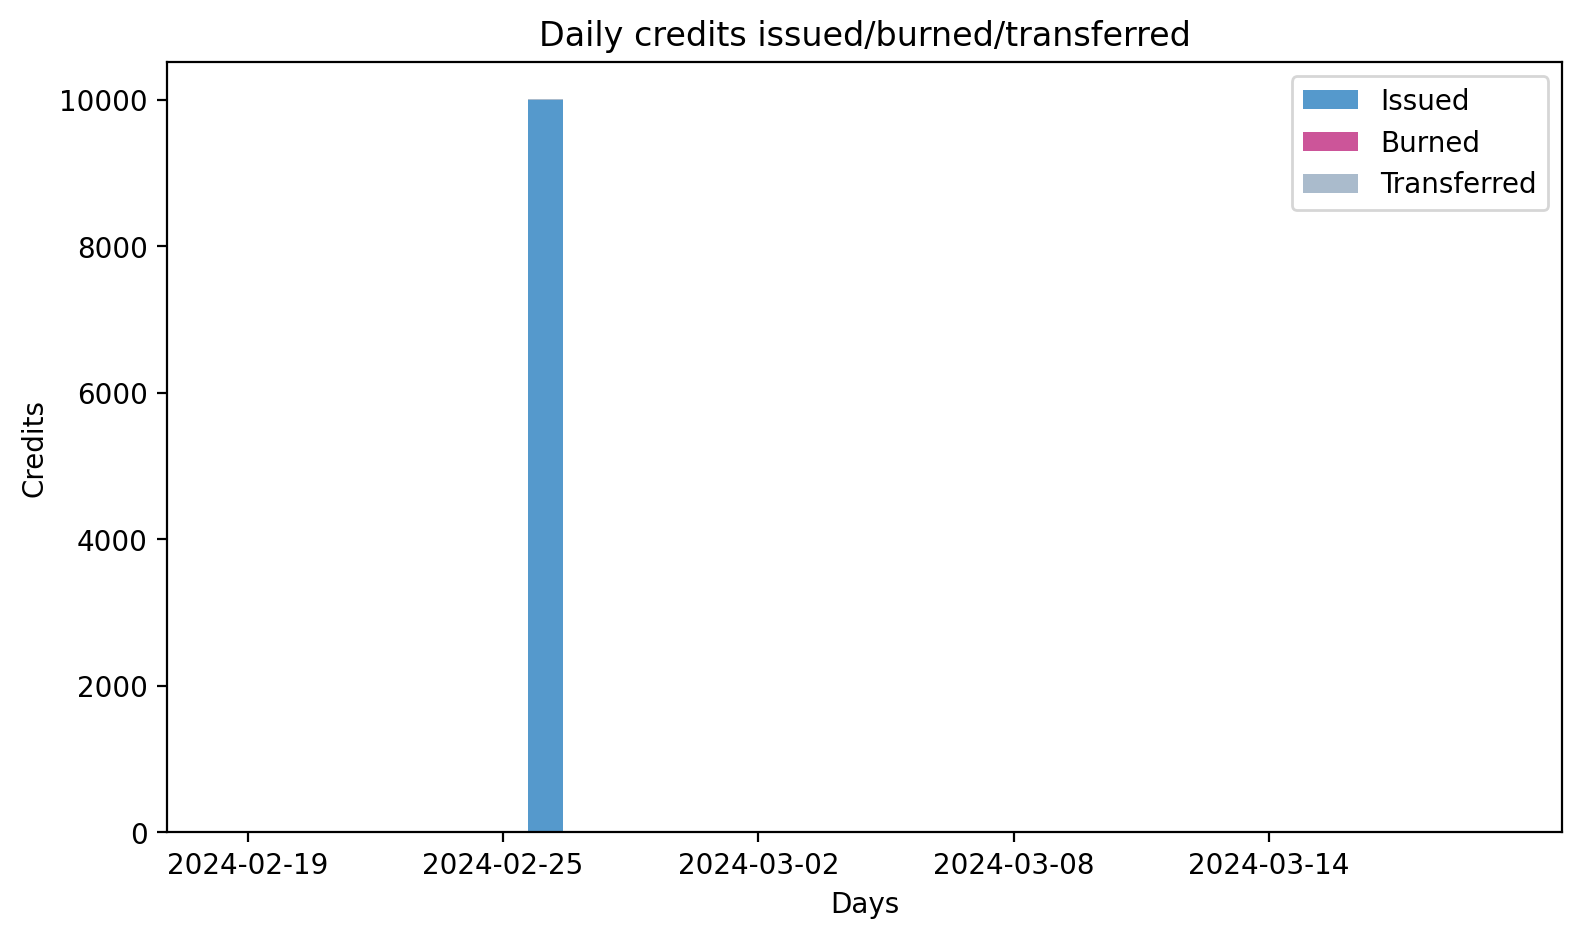 Daily credits issued/burned/transferred
Issued
Burned
Transferred
10000
8000
6000
4000
2000
0
Credits
2024-02-19
2024-02-25
2024-03-02
2024-03-08
2024-03-14
Days